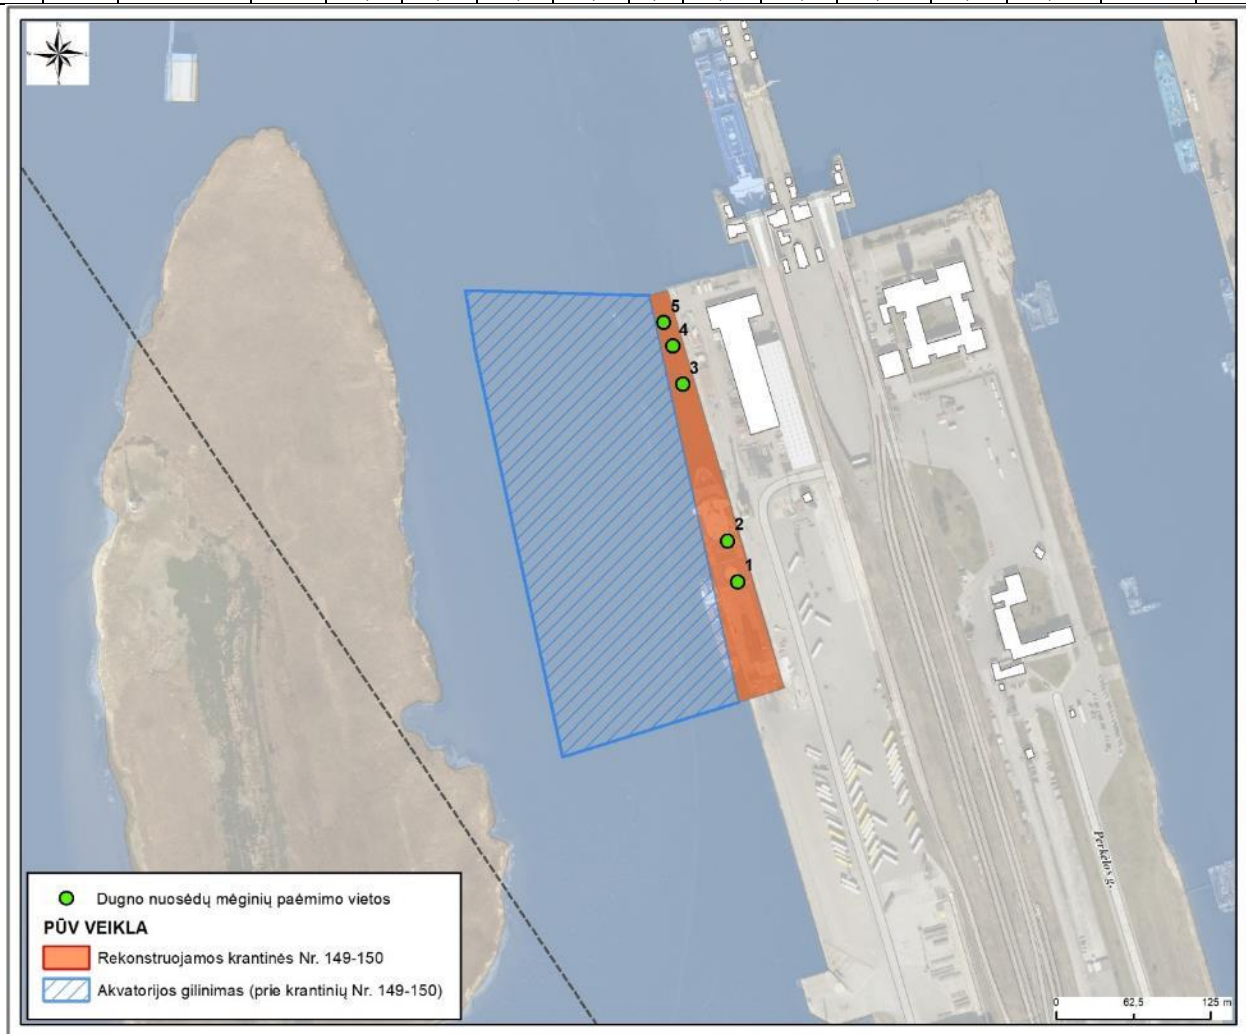 5
4
3
2
1
Perkėlos g.
Dugno nuosėdų mėginių paėmimo vietos
PŪV VEIKLA
Rekonstruojamos krantinės Nr. 149-150
Akvatorijos gilinimas (prie krantinių Nr. 149-150)
0 62,5 125 m